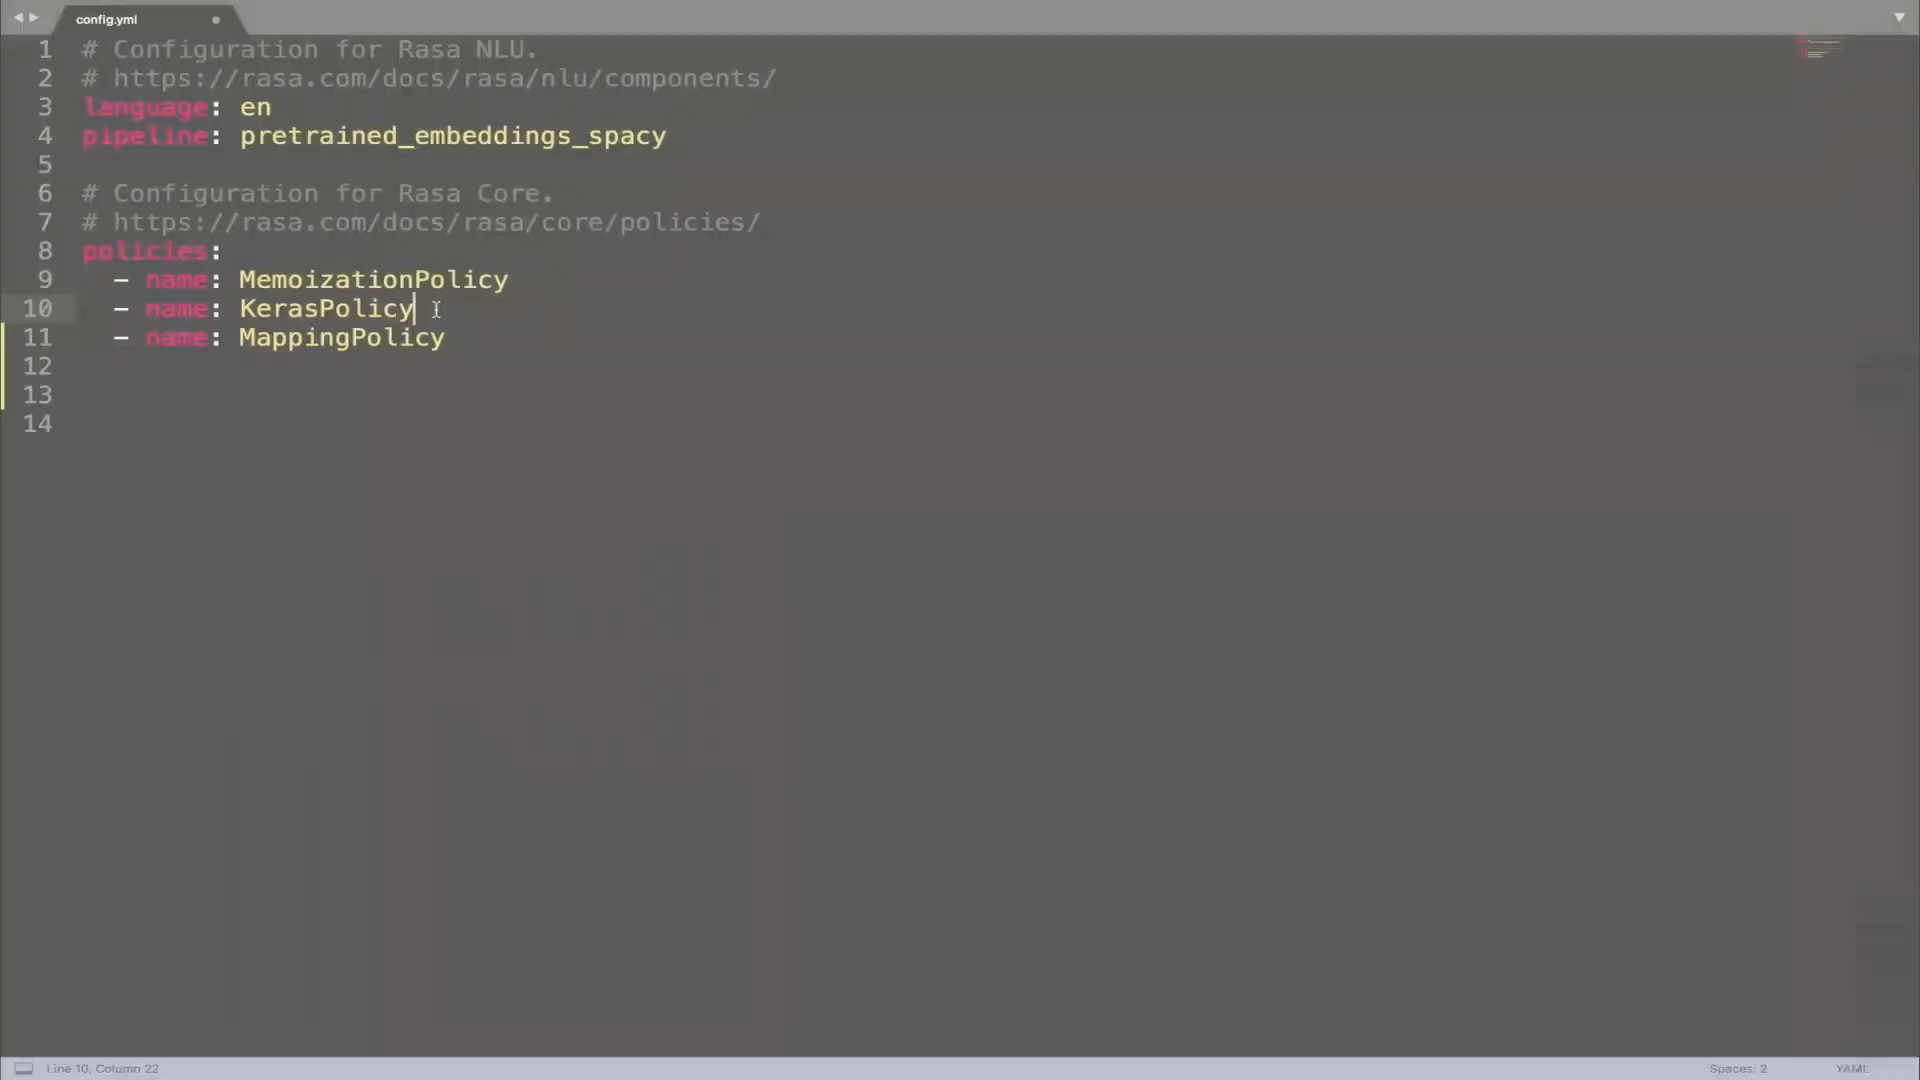 config.yml
1 # Configuration for Rasa NLU.
2 # https://rasa.com/docs/rasa/nlu/components/
3 language: en
4 pipeline: pretrained_embeddings_spacy
5
6 # Configuration for Rasa Core.
7 # https://rasa.com/docs/rasa/core/policies/
8 policies:
9 - name: MemoizationPolicy
10 - name: KerasPolicy
11 - name: MappingPolicy
12
13
14
Line 10, Column 22 Spaces: 2 YAML